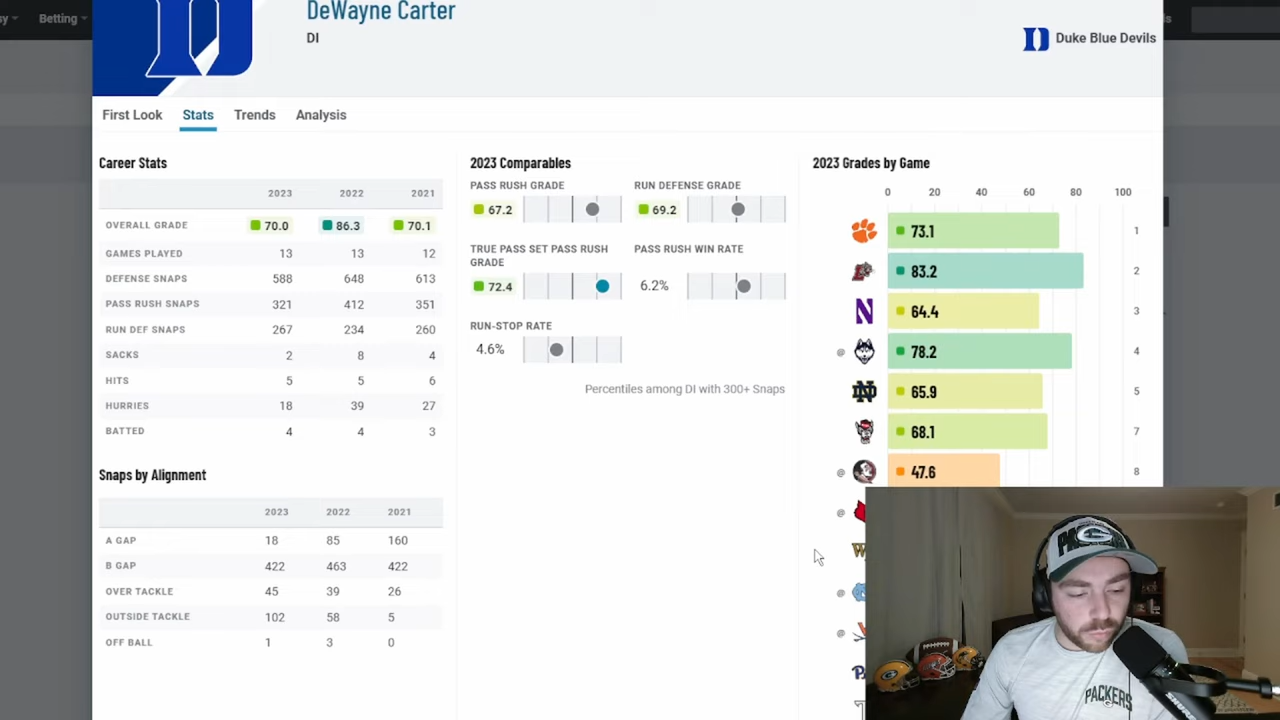 Betting
DeWayne Carter
DI
Duke Blue Devils
First Look Stats Trends Analysis
Career Stats
2023 2022 2021
OVERALL GRADE 70.0 86.3 70.1
GAMES PLAYED 13 13 12
DEFENSE SNAPS 588 648 613
PASS RUSH SNAPS 321 412 351
RUN DEF SNAPS 267 234 260
SACKS 2 8 4
HITS 5 5 6
HURRIES 18 39 27
BATTED 4 4 3
Snaps by Alignment
2023 2022 2021
A GAP 18 85 160
B GAP 422 463 422
OVER TACKLE 45 39 26
OUTSIDE TACKLE 102 58 5
OFF BALL 1 3 0
2023 Comparables
PASS RUSH GRADE RUN DEFENSE GRADE
67.2 69.2
TRUE PASS SET PASS RUSH GRADE PASS RUSH WIN RATE
72.4 6.2%
RUN-STOP RATE
4.6%
Percentiles among DI with 300+ Snaps
2023 Grades by Game
0 20 40 60 80 100
73.1 1
83.2 2
N 64.4 3
@ 78.2 4
65.9 5
68.1 7
@ 47.6 8
@
@
@
PACKERS